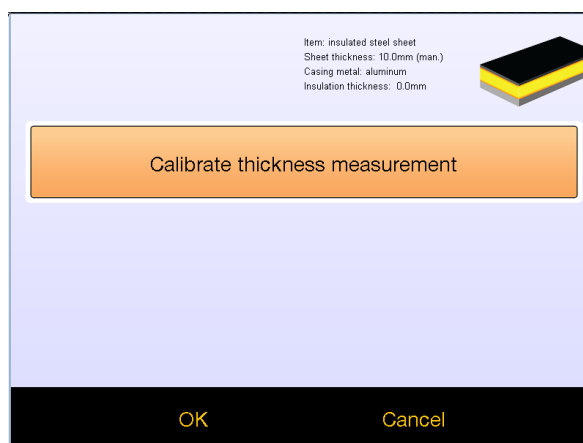 Item: insulated steel sheet
Sheet thickness: 10.0mm (man.)
Casing metal: aluminum
Insulation thickness:  0.0mm
Calibrate thickness measurement
OK
Cancel